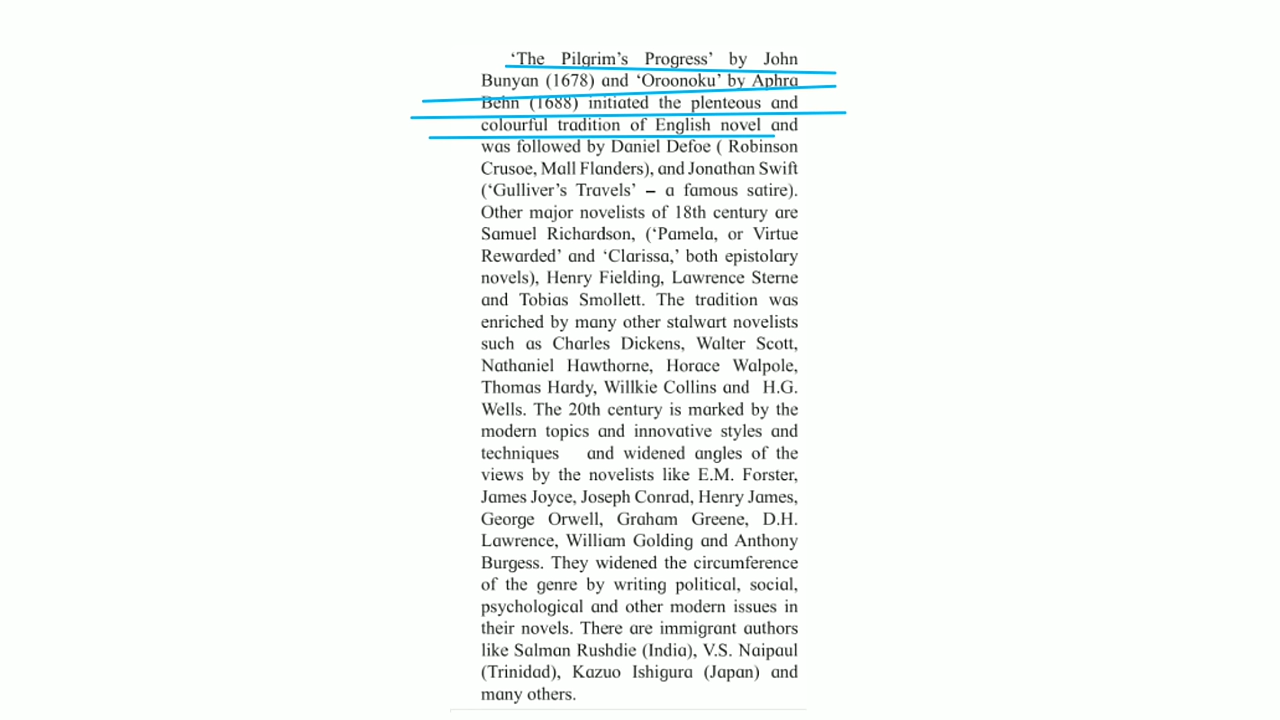 ‘The Pilgrim’s Progress’ by John
Bunyan (1678) and ‘Oroonoku’ by Aphra
Behn (1688) initiated the plenteous and
colourful tradition of English novel and
was followed by Daniel Defoe ( Robinson
Crusoe, Mall Flanders), and Jonathan Swift
(‘Gulliver’s Travels’ – a famous satire).
Other major novelists of 18th century are
Samuel Richardson, (‘Pamela, or Virtue
Rewarded’ and ‘Clarissa,’ both epistolary
novels), Henry Fielding, Lawrence Sterne
and Tobias Smollett. The tradition was
enriched by many other stalwart novelists
such as Charles Dickens, Walter Scott,
Nathaniel Hawthorne, Horace Walpole,
Thomas Hardy, Willkie Collins and H.G.
Wells. The 20th century is marked by the
modern topics and innovative styles and
techniques and widened angles of the
views by the novelists like E.M. Forster,
James Joyce, Joseph Conrad, Henry James,
George Orwell, Graham Greene, D.H.
Lawrence, William Golding and Anthony
Burgess. They widened the circumference
of the genre by writing political, social,
psychological and other modern issues in
their novels. There are immigrant authors
like Salman Rushdie (India), V.S. Naipaul
(Trinidad), Kazuo Ishigura (Japan) and
many others.